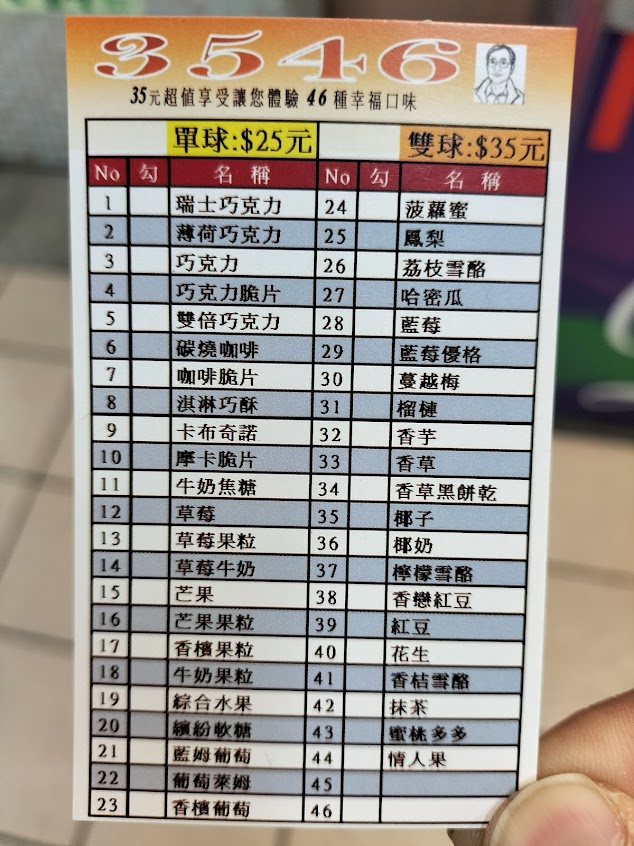 3546
35元超值享受讓您體驗 46 種幸福口味
單球:$25元 雙球:$35元
No 勾 名 稱 No 勾 名 稱
1 瑞士巧克力 24 菠蘿蜜
2 薄荷巧克力 25 鳳梨
3 巧克力 26 荔枝雪酪
4 巧克力脆片 27 哈密瓜
5 雙倍巧克力 28 藍莓
6 碳燒咖啡 29 藍莓優格
7 咖啡脆片 30 蔓越梅
8 淇淋巧酥 31 榴槤
9 卡布奇諾 32 香芋
10 摩卡脆片 33 香草
11 牛奶焦糖 34 香草黑餅乾
12 草莓 35 椰子
13 草莓果粒 36 椰奶
14 草莓牛奶 37 檸檬雪酪
15 芒果 38 香戀紅豆
16 芒果果粒 39 紅豆
17 香檳果粒 40 花生
18 牛奶果粒 41 香桔雪酪
19 綜合水果 42 抹茶
20 繽紛軟糖 43 蜜桃多多
21 藍姆葡萄 44 情人果
22 葡萄萊姆 45
23 香檳葡萄 46